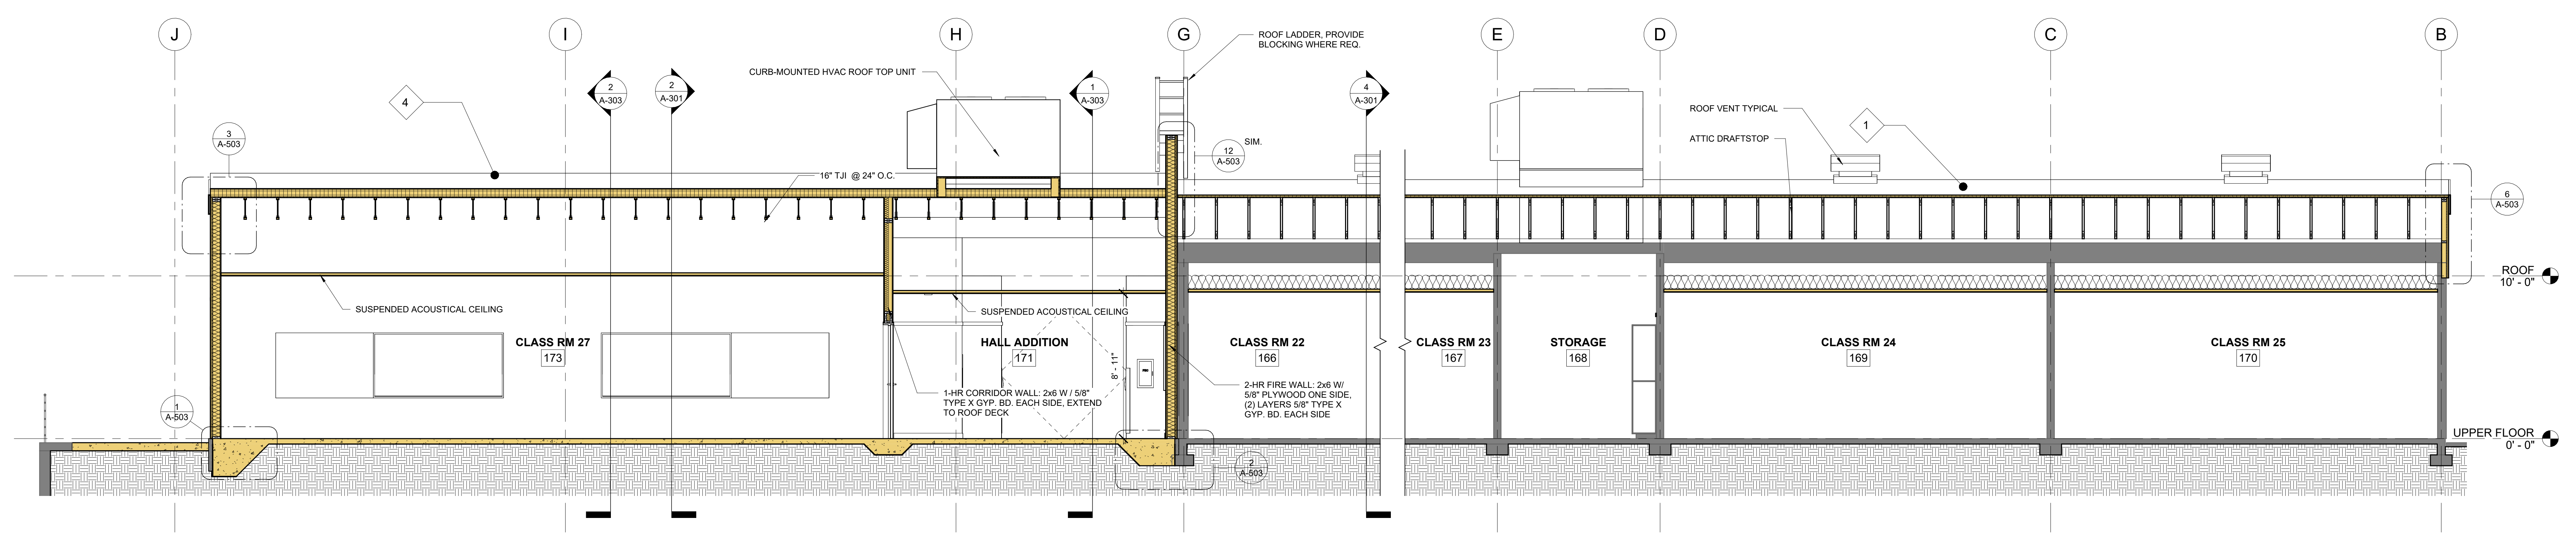 J
I
H
G
E
D
C
B
ROOF LADDER, PROVIDE
BLOCKING WHERE REQ.
CURB-MOUNTED HVAC ROOF TOP UNIT
2
A-303
2
A-301
1
A-303
4
A-301
4
ROOF VENT TYPICAL
1
ATTIC DRAFTSTOP
3
A-503
SIM.
12
A-503
16" TJI @ 24" O.C.
6
A-503
ROOF
10' - 0"
SUSPENDED ACOUSTICAL CEILING
SUSPENDED ACOUSTICAL CEILING
CLASS RM 27
173
HALL ADDITION
171
8' - 11"
CLASS RM 22
166
CLASS RM 23
167
STORAGE
168
CLASS RM 24
169
CLASS RM 25
170
1-HR CORRIDOR WALL: 2x6 W / 5/8"
TYPE X GYP. BD. EACH SIDE, EXTEND
TO ROOF DECK
2-HR FIRE WALL: 2x6 W/
5/8" PLYWOOD ONE SIDE,
(2) LAYERS 5/8" TYPE X
GYP. BD. EACH SIDE
1
A-503
UPPER FLOOR
0' - 0"
2
A-503